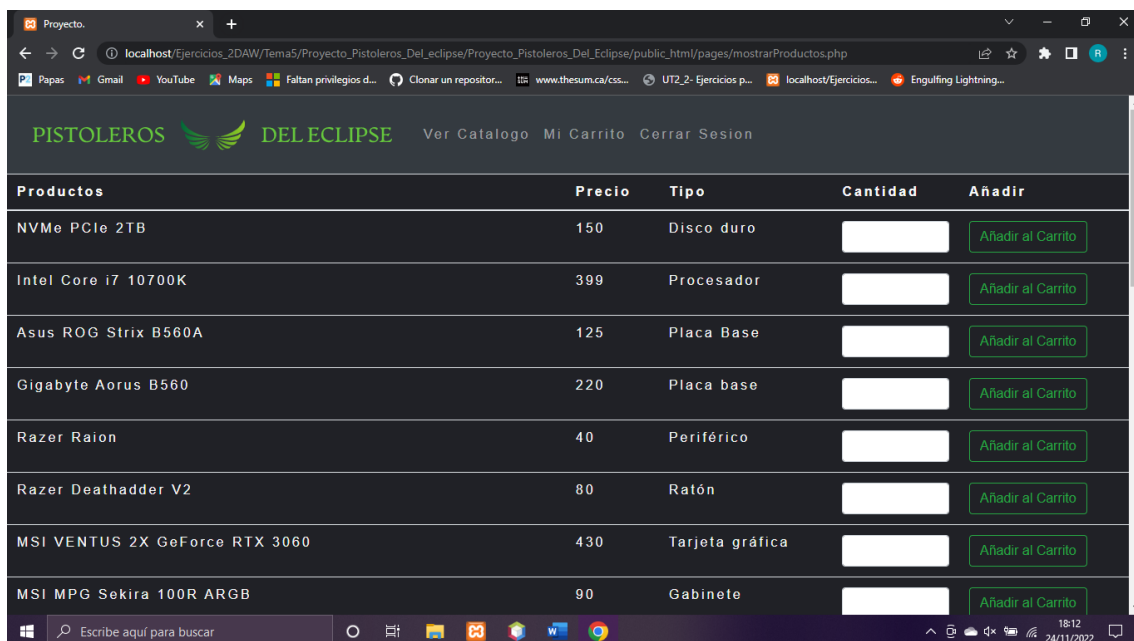 Proyecto.
localhost/Ejercicios_2DAW/Tema5/Proyecto_Pistoleros_Del_eclipse/Proyecto_Pistoleros_Del_Eclipse/public_html/pages/mostrarProductos.php
R
Papas Gmail YouTube Maps Faltan privilegios d... Clonar un repositor... www.thesum.ca/css... UT2_2- Ejercicios p... localhost/Ejercicios... Engulfing Lightning...
PISTOLEROS DEL ECLIPSE Ver Catalogo Mi Carrito Cerrar Sesion
Productos Precio Tipo Cantidad Añadir
NVMe PCIe 2TB 150 Disco duro Añadir al Carrito
Intel Core i7 10700K 399 Procesador Añadir al Carrito
Asus ROG Strix B560A 125 Placa Base Añadir al Carrito
Gigabyte Aorus B560 220 Placa base Añadir al Carrito
Razer Raion 40 Periférico Añadir al Carrito
Razer Deathadder V2 80 Ratón Añadir al Carrito
MSI VENTUS 2X GeForce RTX 3060 430 Tarjeta gráfica Añadir al Carrito
MSI MPG Sekira 100R ARGB 90 Gabinete Añadir al Carrito
Escribe aquí para buscar
18:12
24/11/2022